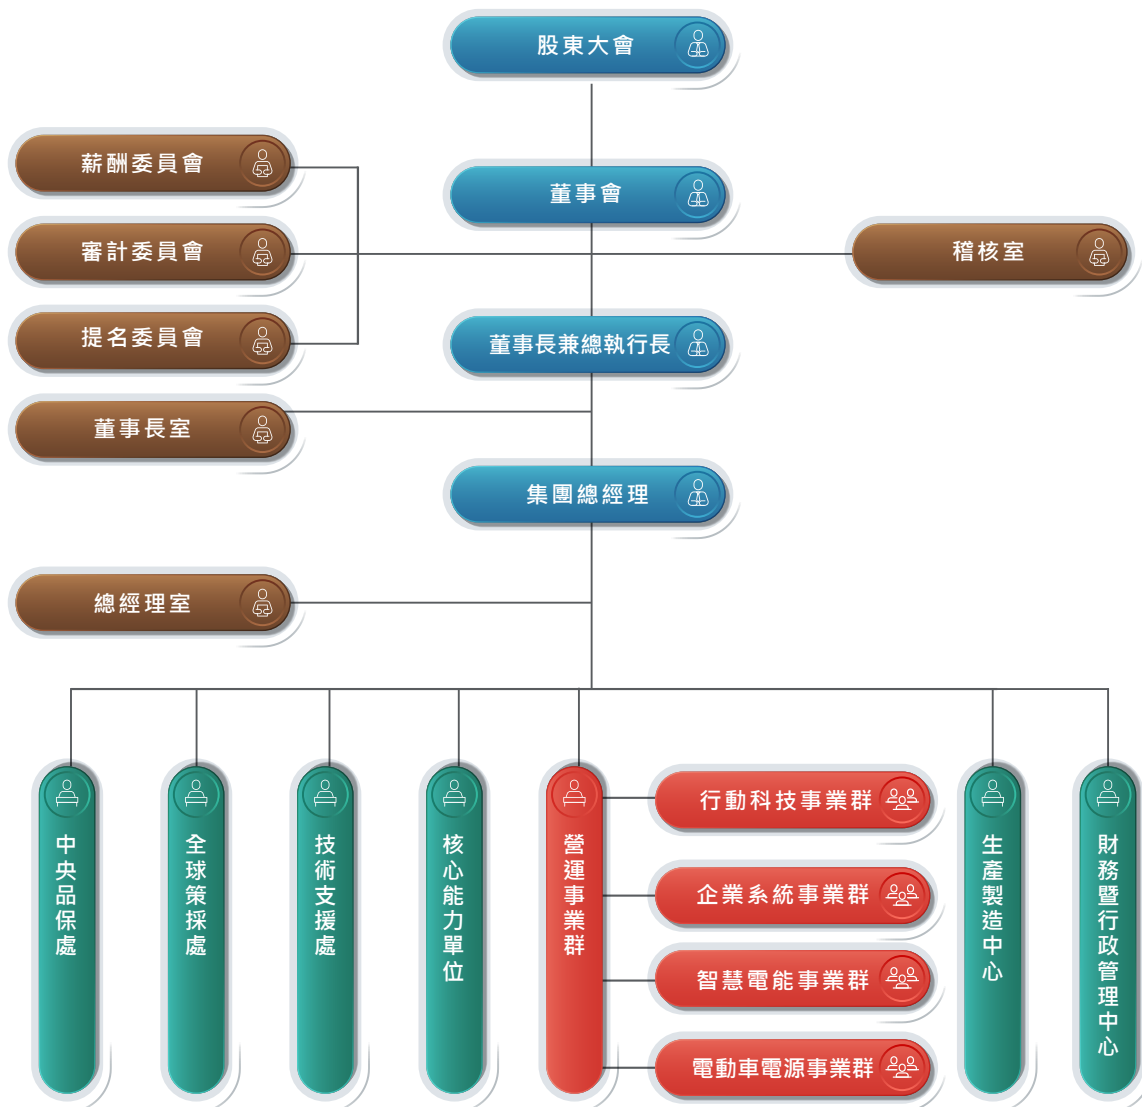 股東大會
薪酬委員會
董事會
審計委員會
稽核室
提名委員會
董事長兼總執行長
董事長室
集團總經理
總經理室
中央品保處
全球策採處
技術支援處
核心能力單位
營運事業群
行動科技事業群
企業系統事業群
智慧電能事業群
電動車電源事業群
生產製造中心
財務暨行政管理中心